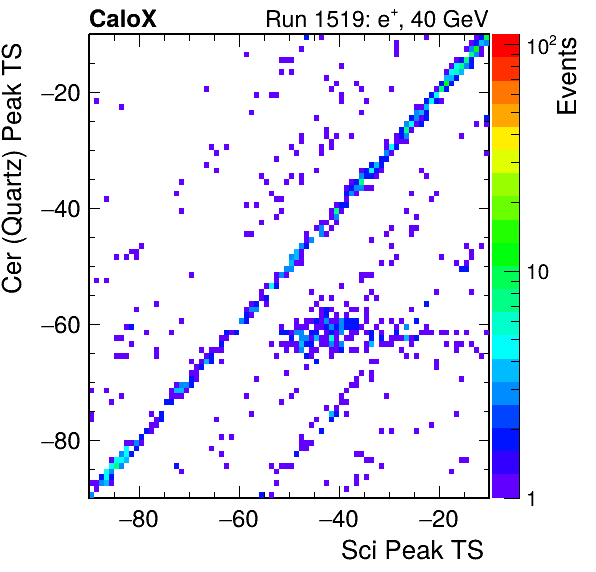 CaloX Run 1519: e⁺, 40 GeV
Cer (Quartz) Peak TS
−20
−40
−60
−80
−80 −60 −40 −20
Sci Peak TS
10²
10
1
Events